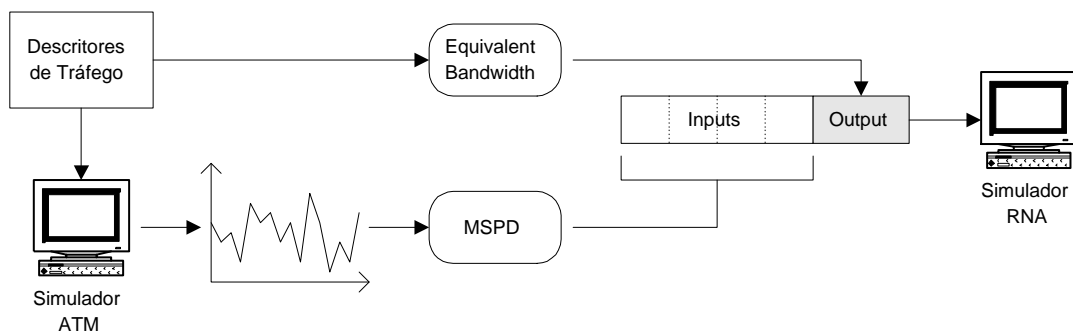 Descritores
de Tráfego
Equivalent
Bandwidth
Inputs
Output
Simulador
RNA
MSPD
Simulador
ATM